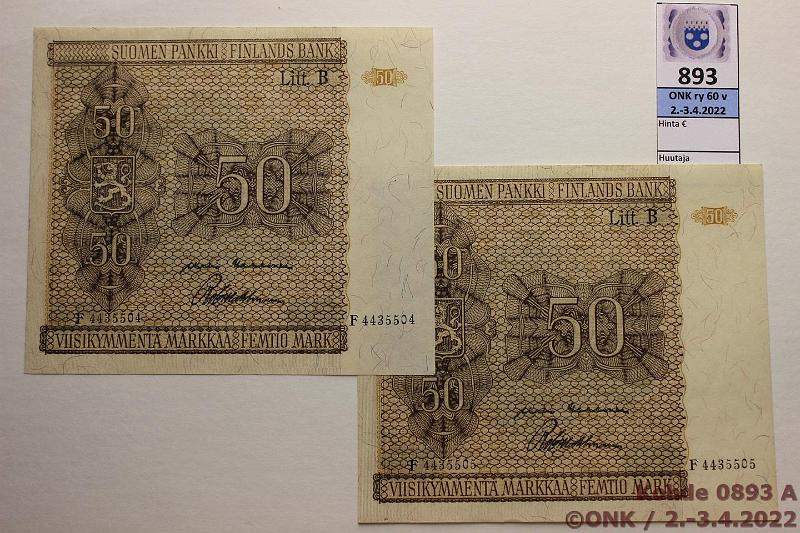 SUOMEN PANKKI FINLANDS BANK
Litt. B
50
50
50
50
F 4435504
F 4435504
VIISIKYMMENTÄ MARKKAA FEMTIO MARK
893
ONK ry 60 v
2.-3.4.2022
Hinta €
Huutaja
SUOMEN PANKKI FINLANDS BANK
Litt. B
50
50
50
F 4435505
F 4435505
VIISIKYMMENTÄ MARKKAA FEMTIO MARK
Kohde 0893 A
©ONK / 2.-3.4.2022